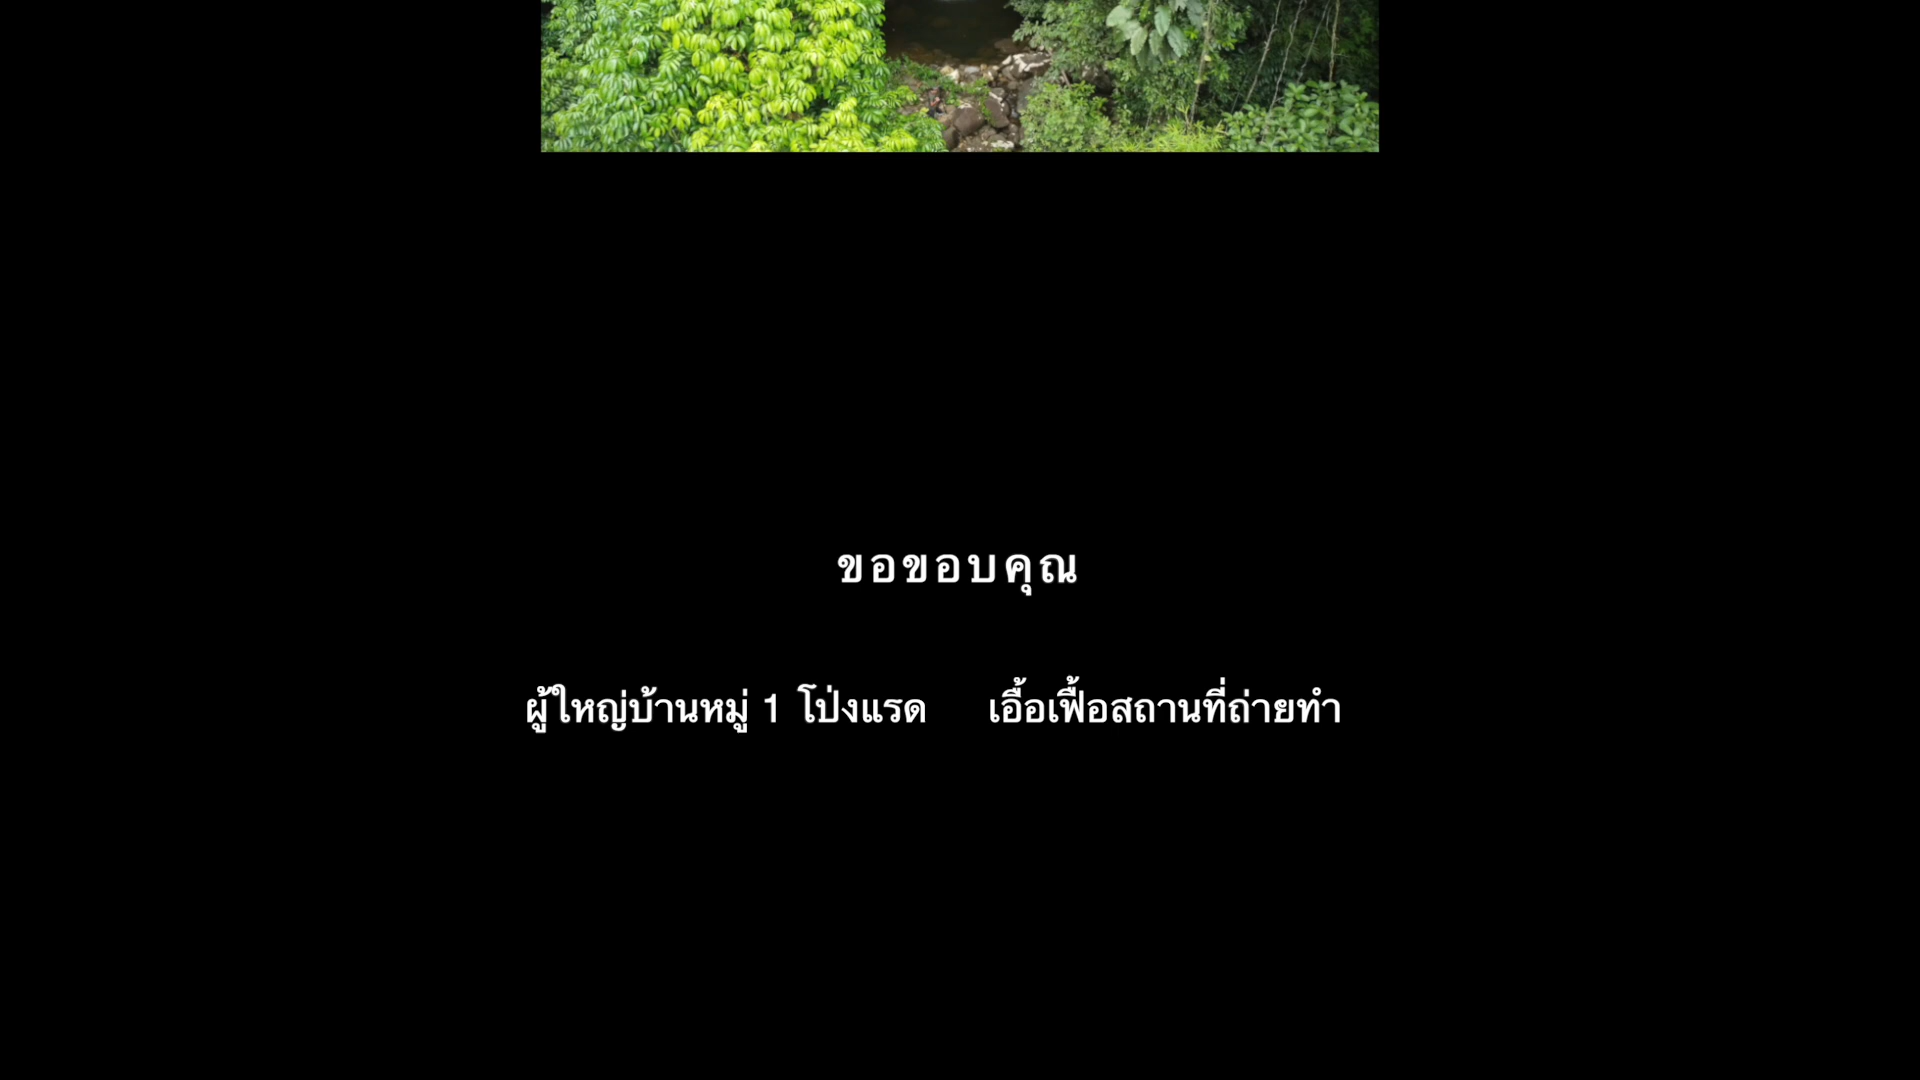 ขอขอบคุณ
ผู้ใหญ่บ้านหมู่ 1 โป่งแรด เอื้อเฟื้อสถานที่ถ่ายทำ